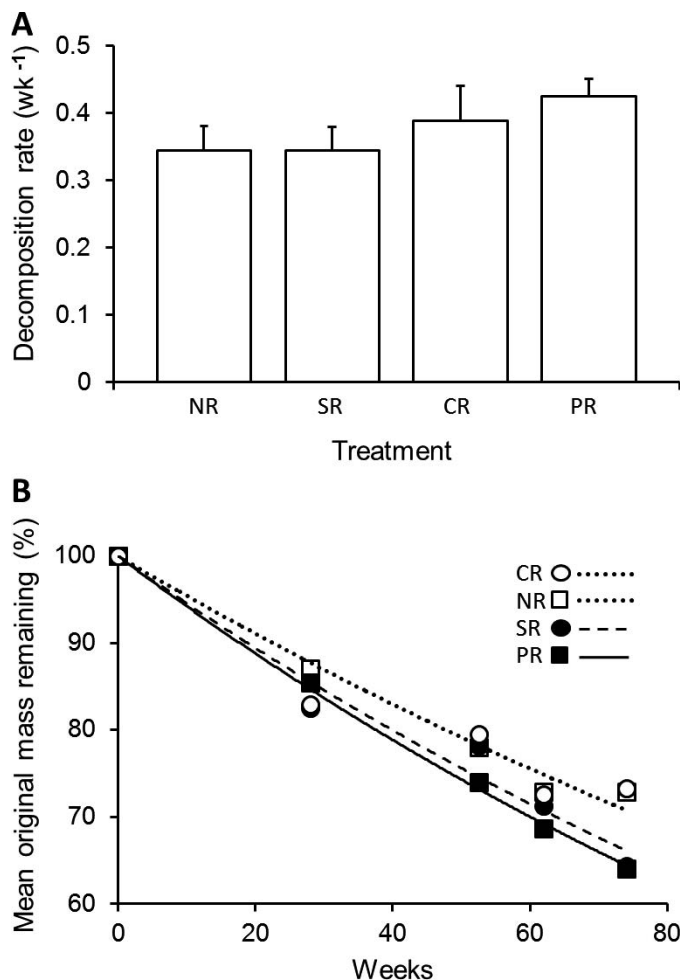 A
Decomposition rate (wk⁻¹)
0.5
0.4
0.3
0.2
0.1
0
NR SR CR PR
Treatment
B
Mean original mass remaining (%)
100
90
80
70
60
CR
NR
SR
PR
0 20 40 60 80
Weeks